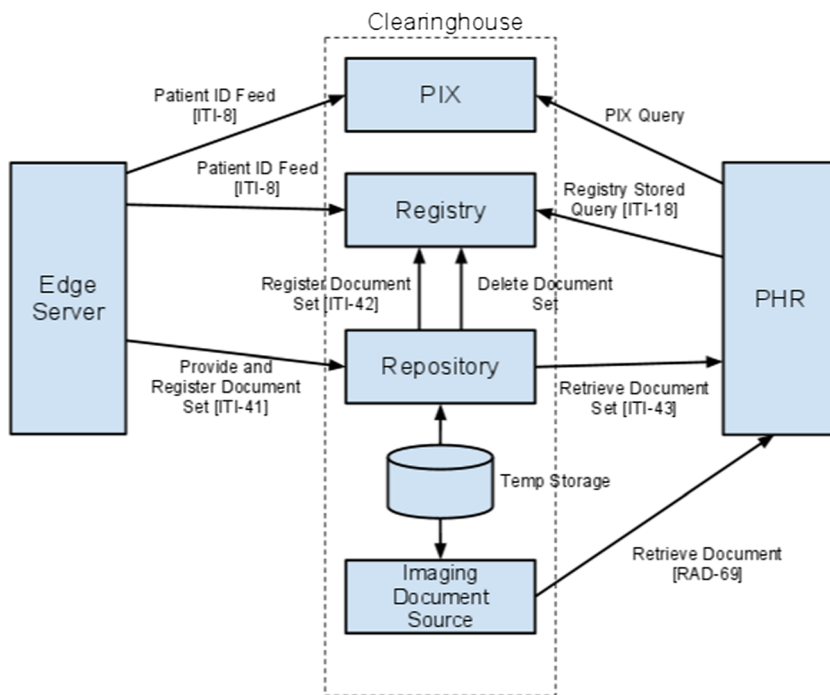 Clearinghouse
Patient ID Feed
[ITI-8]
PIX
PIX Query
Patient ID Feed
[ITI-8]
Registry
Registry Stored
Query [ITI-18]
Edge
Server
Register Document
Set [ITI-42]
Delete Document
Set
PHR
Provide and
Register Document
Set [ITI-41]
Repository
Retrieve Document
Set [ITI-43]
Temp Storage
Imaging
Document
Source
Retrieve Document
[RAD-69]